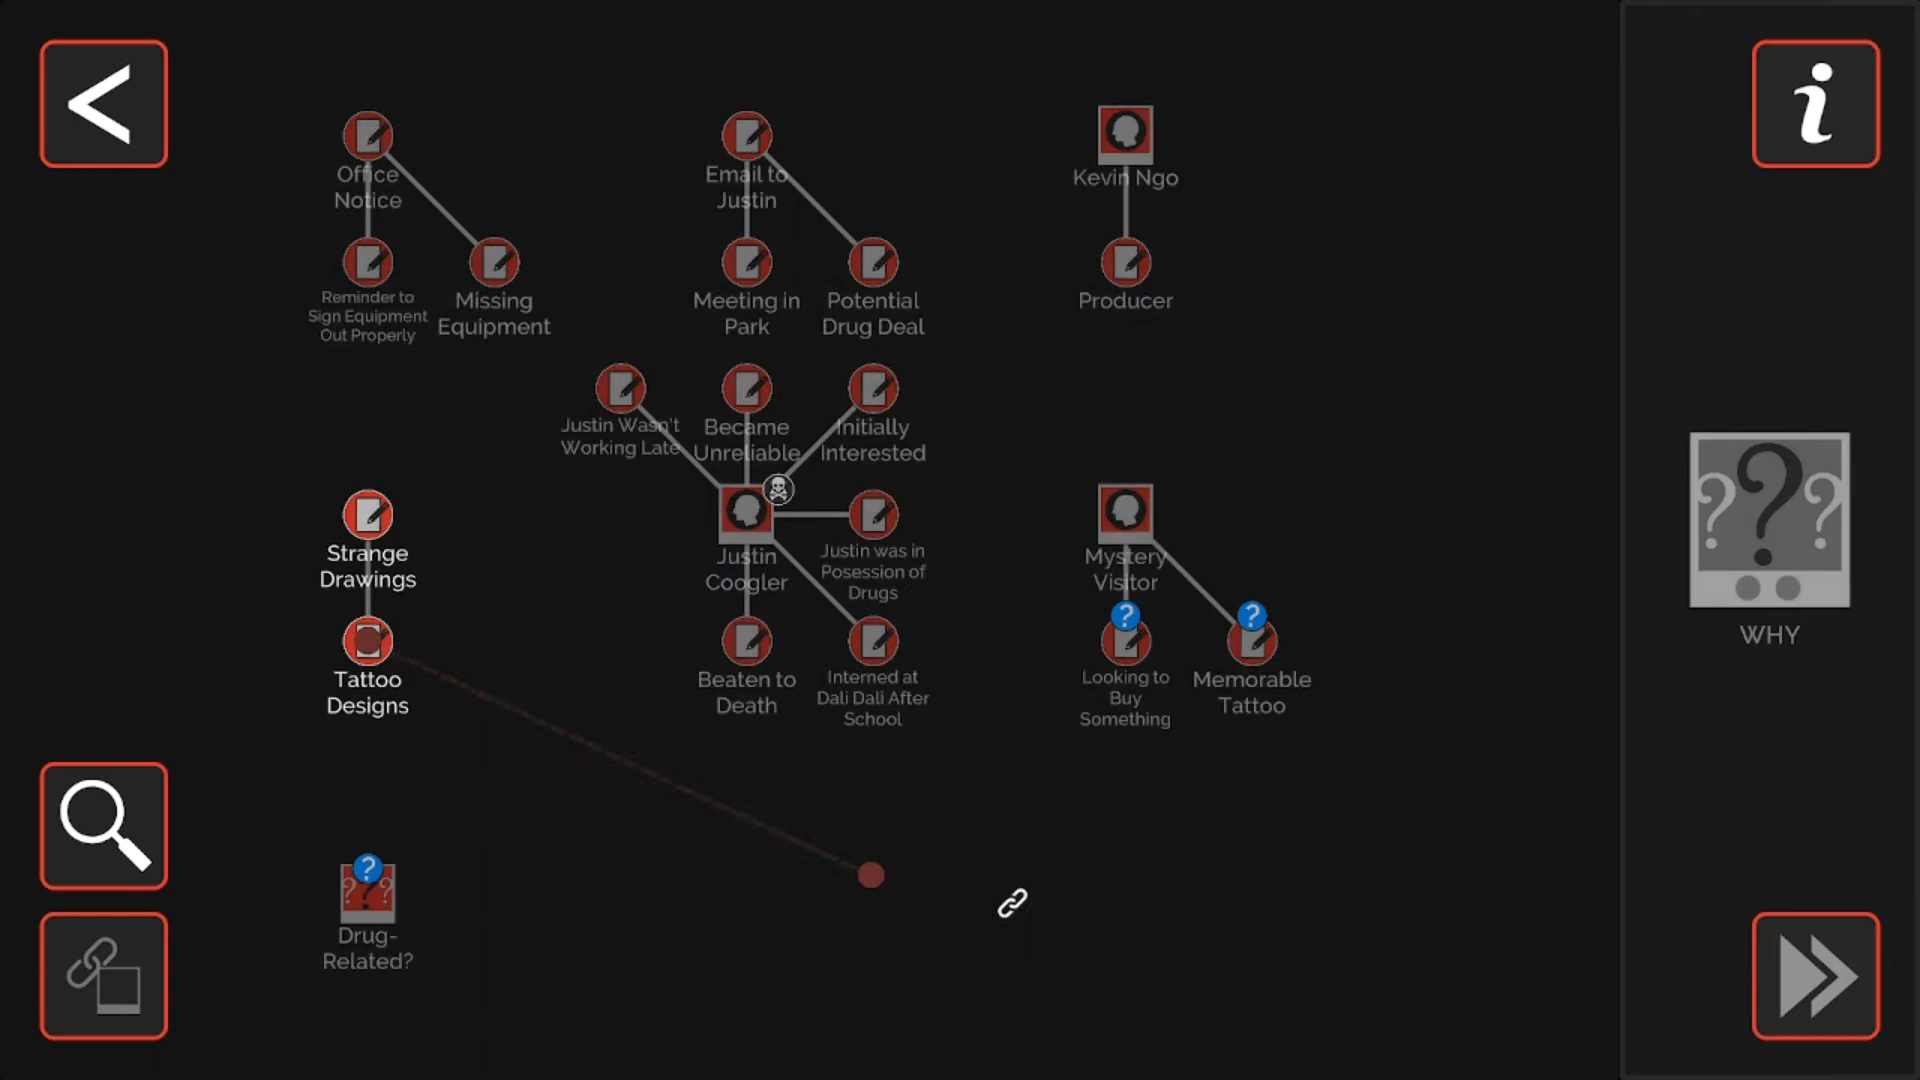 Office
Notice
Email to
Justin
Kevin Ngo
Reminder to
Sign Equipment
Out Properly
Missing
Equipment
Meeting in
Park
Potential
Drug Deal
Producer
Justin Wasn't
Working Late
Became
Unreliable
Initially
Interested
Strange
Drawings
Justin
Coogler
Justin was in
Posession of
Drugs
Mystery
Visitor
Tattoo
Designs
Beaten to
Death
Interned at
Dali Dali After
School
Looking to
Buy
Something
Memorable
Tattoo
WHY
Drug-
Related?